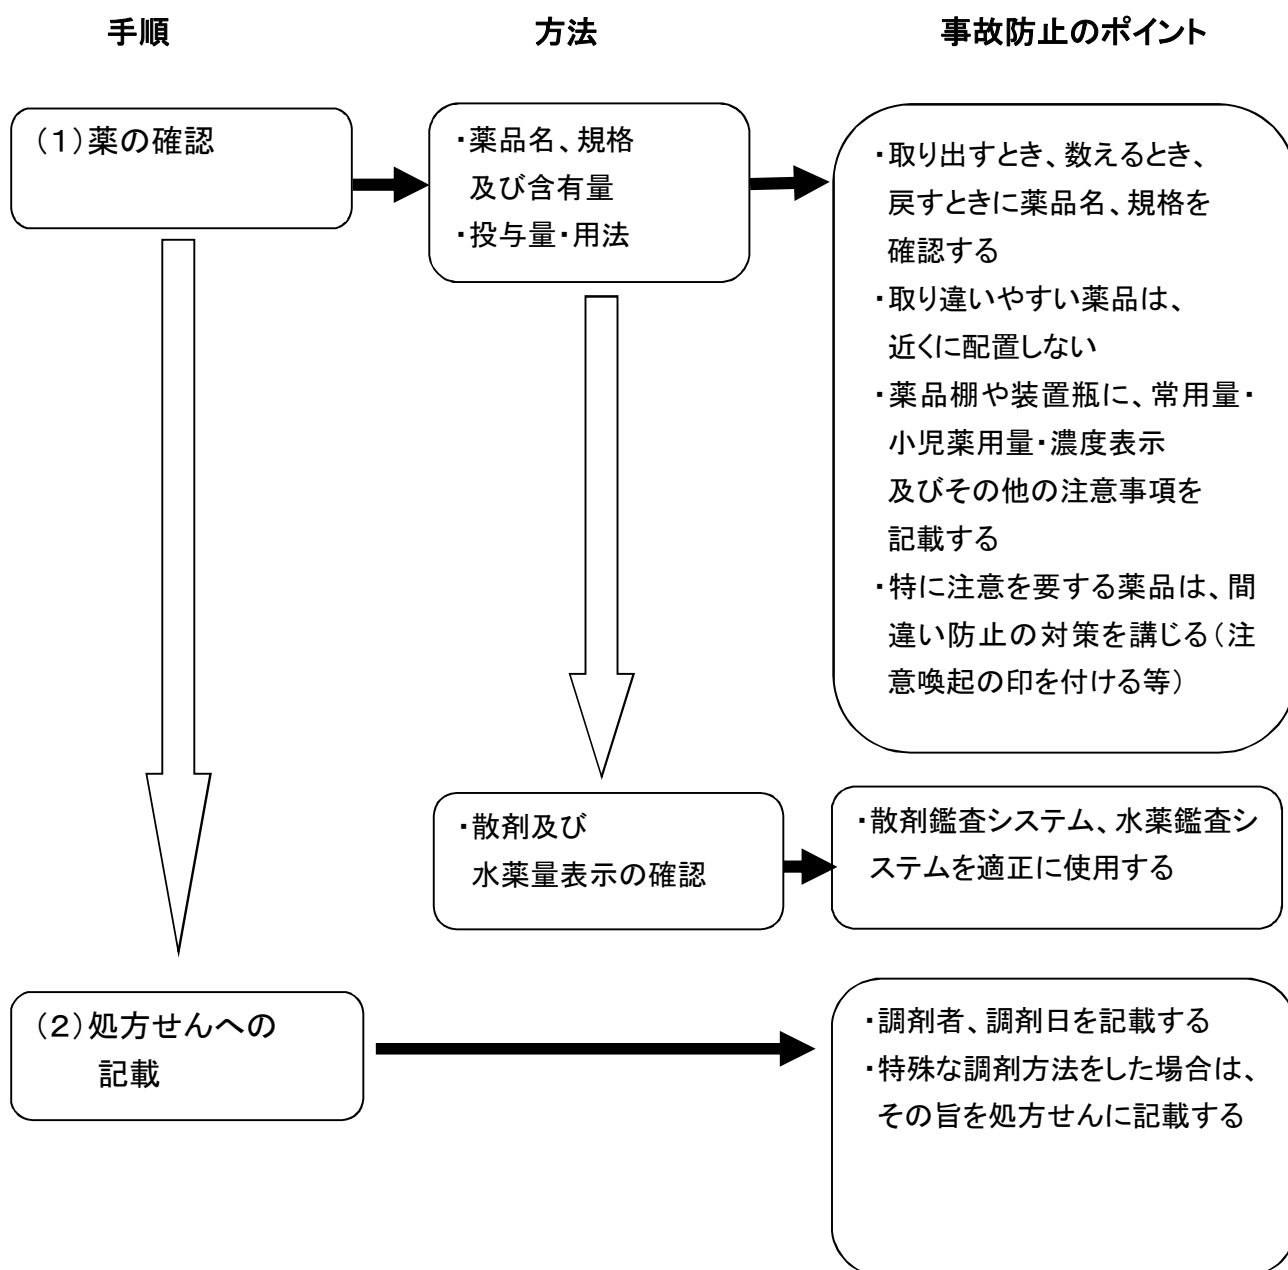 手順
方法
事故防止のポイント
(1)薬の確認
・薬品名、規格
及び含有量
・投与量・用法
・取り出すとき、数えるとき、
戻すときに薬品名、規格を
確認する
・取り違いやすい薬品は、
近くに配置しない
・薬品棚や装置瓶に、常用量・
小児薬用量・濃度表示
及びその他の注意事項を
記載する
・特に注意を要する薬品は、間
違い防止の対策を講じる(注
意喚起の印を付ける等)
・散剤及び
水薬量表示の確認
・散剤鑑査システム、水薬鑑査シ
ステムを適正に使用する
(2)処方せんへの
記載
・調剤者、調剤日を記載する
・特殊な調剤方法をした場合は、
その旨を処方せんに記載する